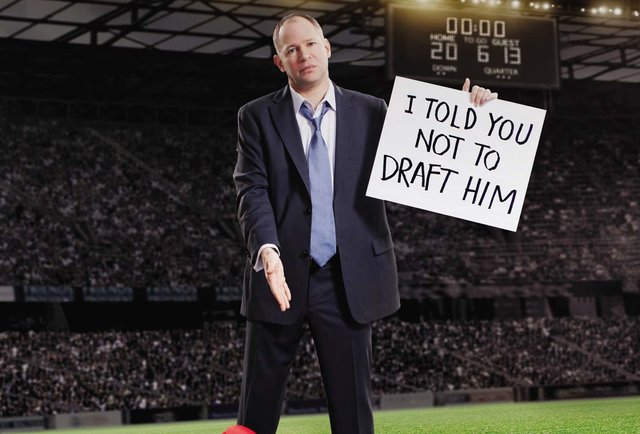 00:00
HOME TO GO GUEST
20 6 13
DOWN QUARTER
I TOLD YOU
NOT TO
DRAFT HIM